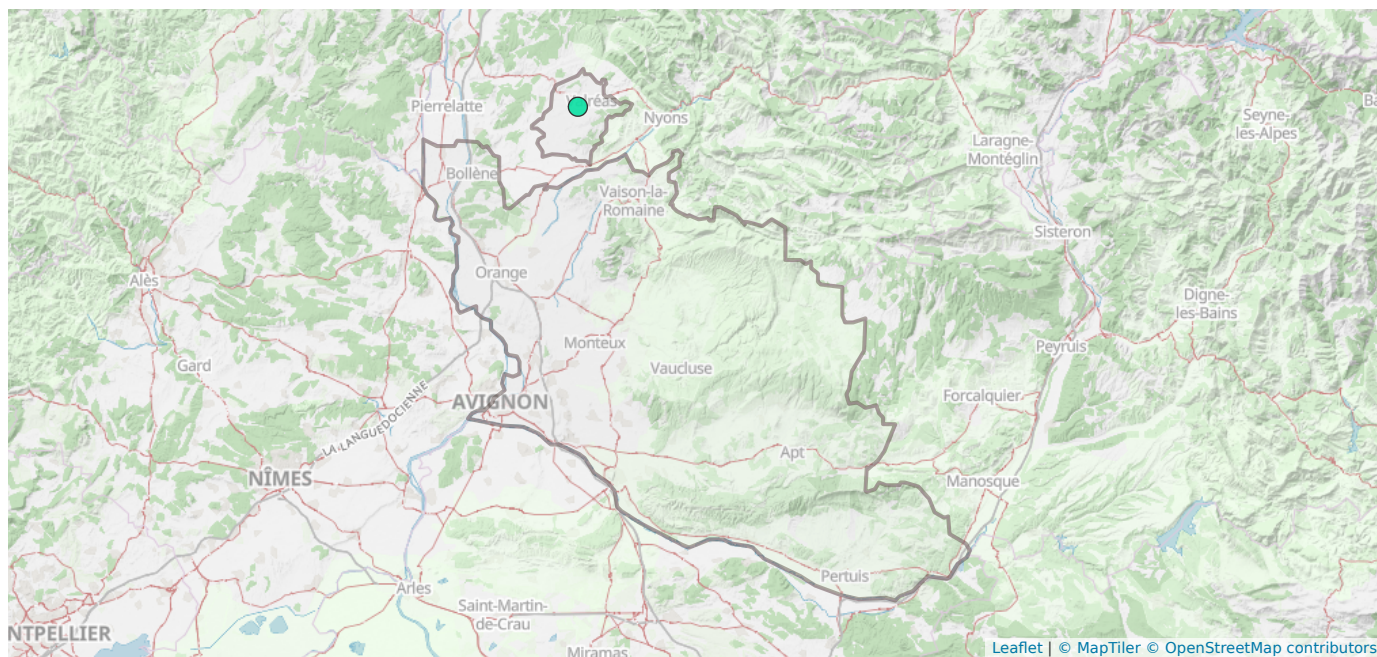 Pierrelatte
Nyons
Seyne-
les-Alpes
Laragne-
Montéglin
Bollène
Vaison-la-
Romaine
Sisteron
Orange
Alès
Digne-
les-Bains
Monteux
Peyruis
Gard
Vaucluse
Forcalquier
AVIGNON
LA LANGUEDOCIENNE
Apt
NÎMES
Manosque
Pertuis
Arles
Saint-Martin-
de-Crau
NTPELLIER
Miramas
Leaflet | © MapTiler © OpenStreetMap contributors